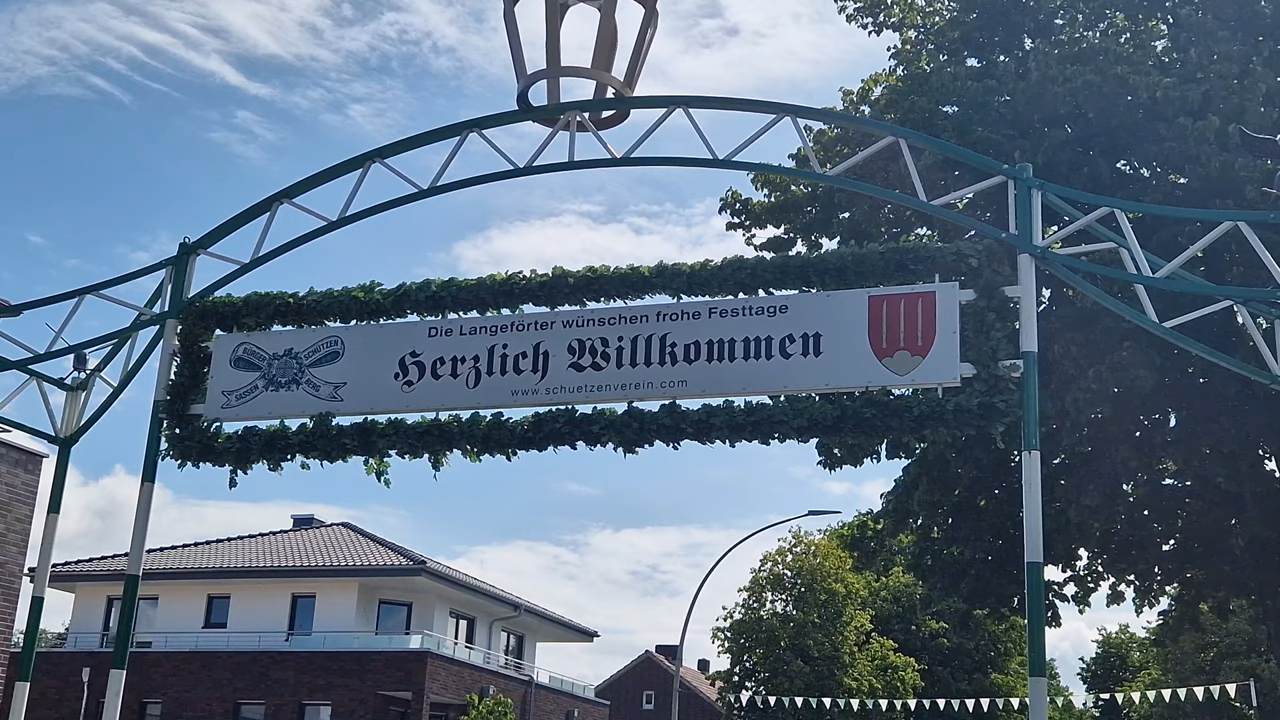 Die Langeförter wünschen frohe Festtage
Herzlich Willkommen
www.schuetzenverein.com
BÜRGER SCHÜTZEN
SASSEN BERG